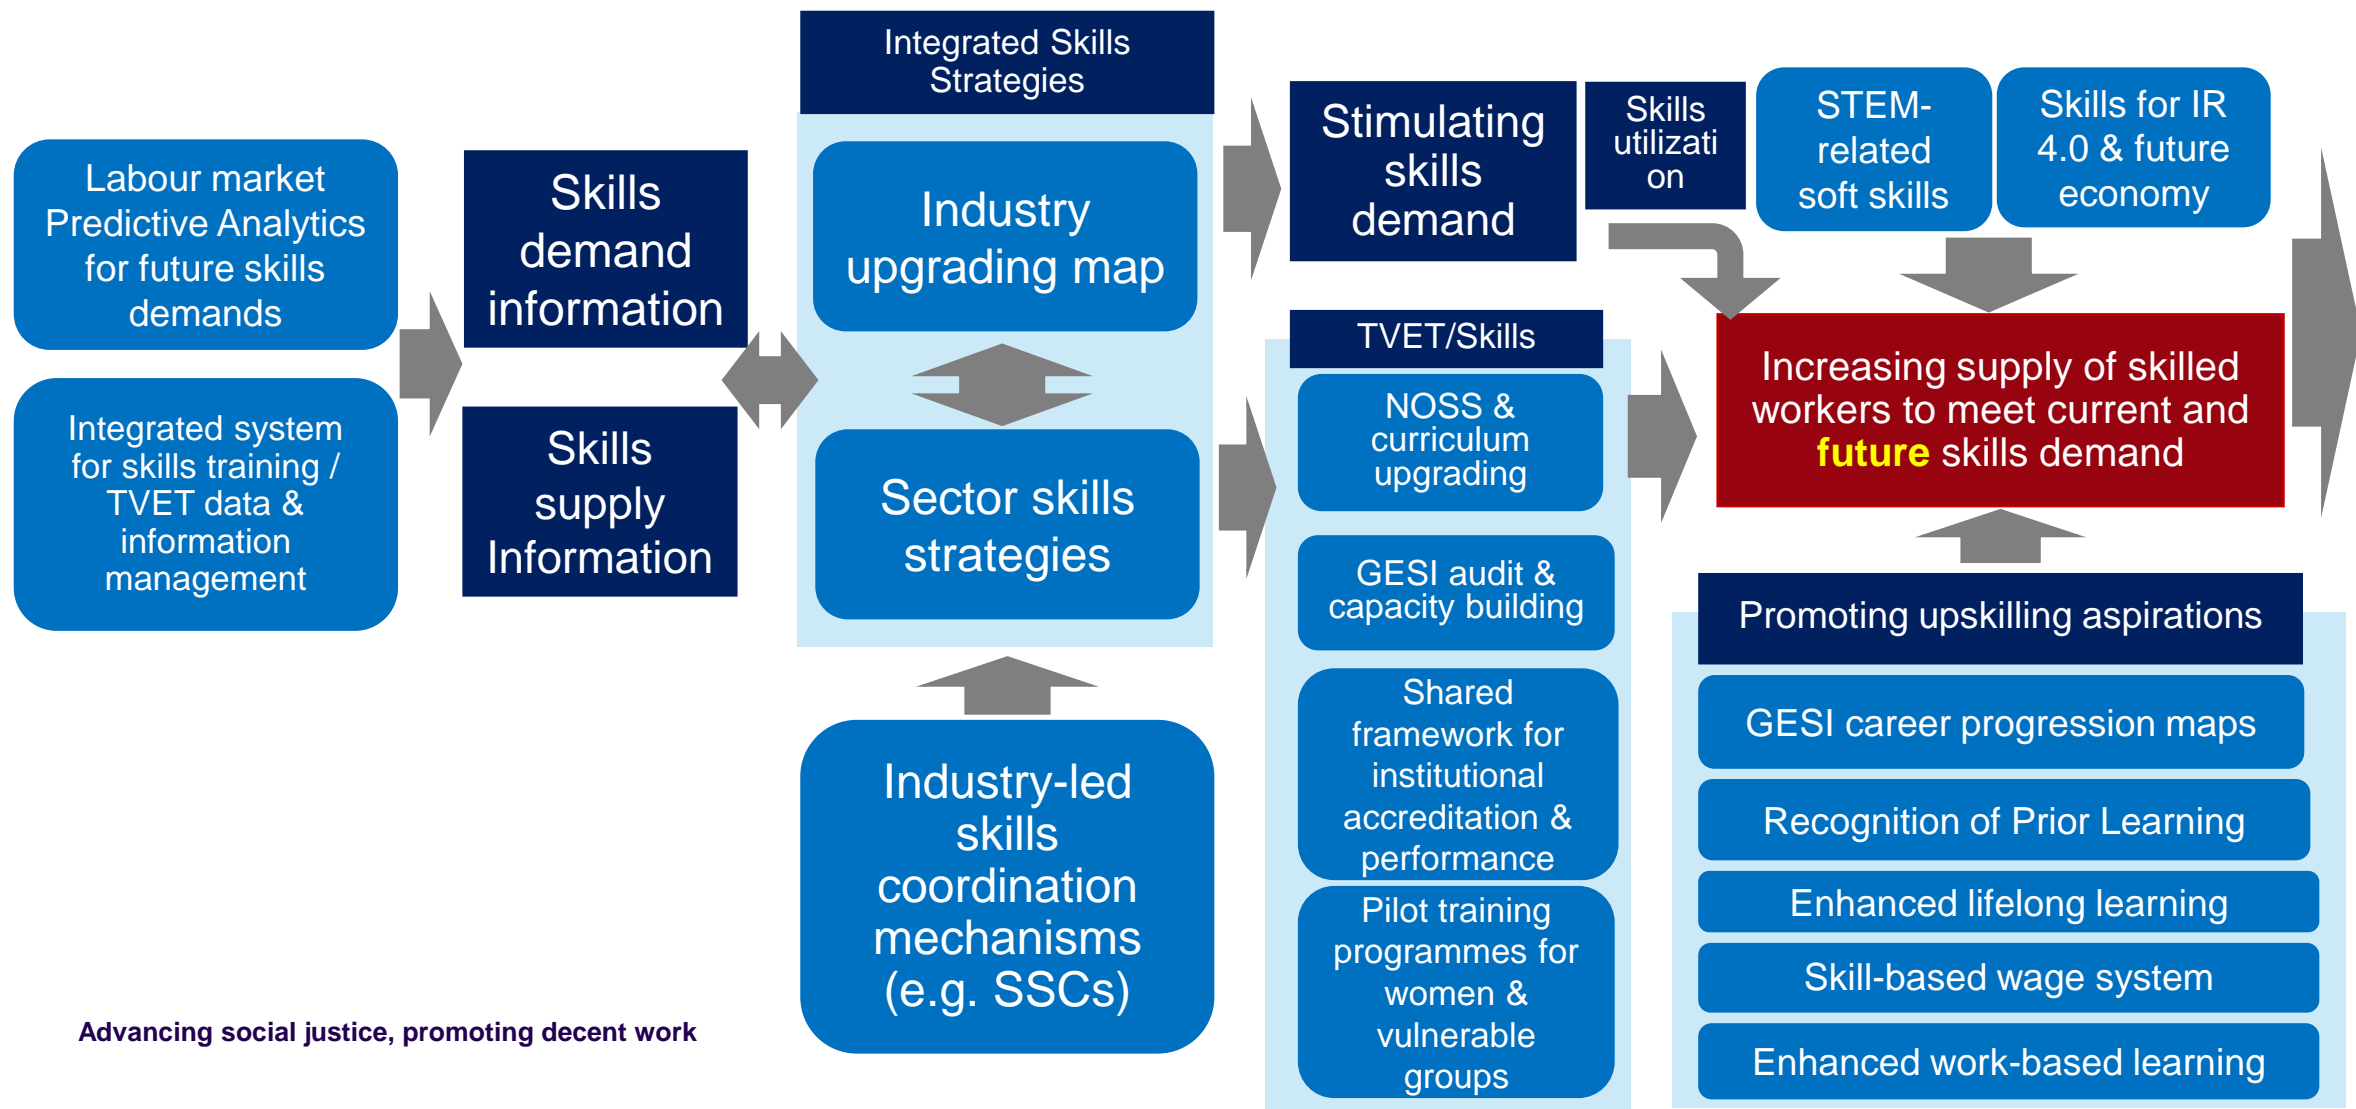 Labour market
Predictive Analytics
for future skills
demands
Integrated system
for skills training /
TVET data &
information
management
Skills
demand
information
Skills
supply
Information
Integrated Skills
Strategies
Industry
upgrading map
Sector skills
strategies
Industry-led
skills
coordination
mechanisms
(e.g. SSCs)
Stimulating
skills
demand
Skills
utilizati
on
STEM-
related
soft skills
Skills for IR
4.0 & future
economy
TVET/Skills
NOSS &
curriculum
upgrading
GESI audit &
capacity building
Shared
framework for
institutional
accreditation &
performance
Pilot training
programmes for
women &
vulnerable
groups
Increasing supply of skilled
workers to meet current and
future skills demand
Promoting upskilling aspirations
GESI career progression maps
Recognition of Prior Learning
Enhanced lifelong learning
Skill-based wage system
Enhanced work-based learning
Advancing social justice, promoting decent work